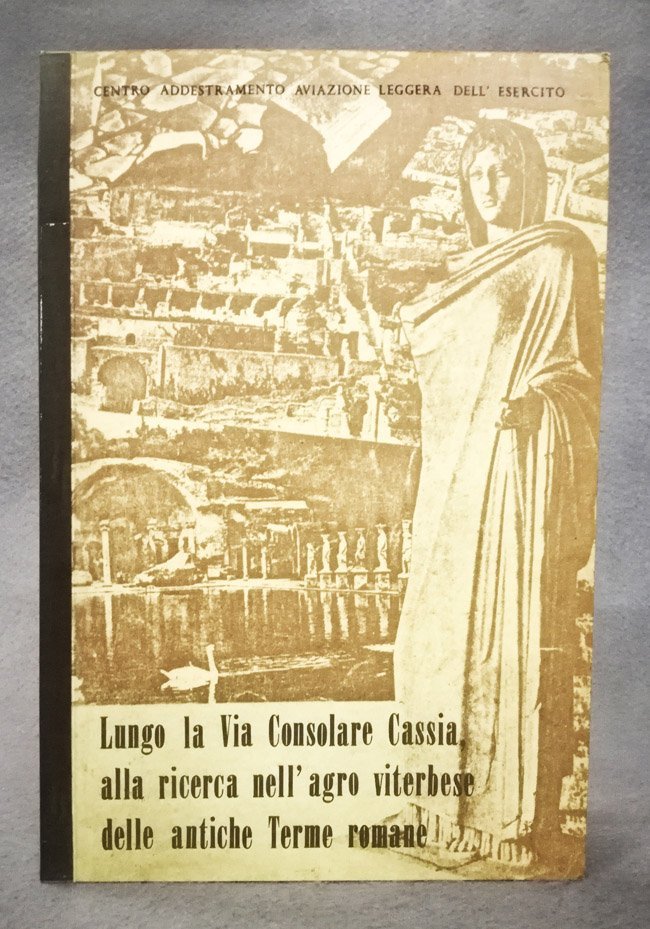 CENTRO ADDESTRAMENTO AVIAZIONE LEGGERA DELL' ESERCITO
Lungo la Via Consolare Cassia,
alla ricerca nell'agro viterbese
delle antiche Terme romane